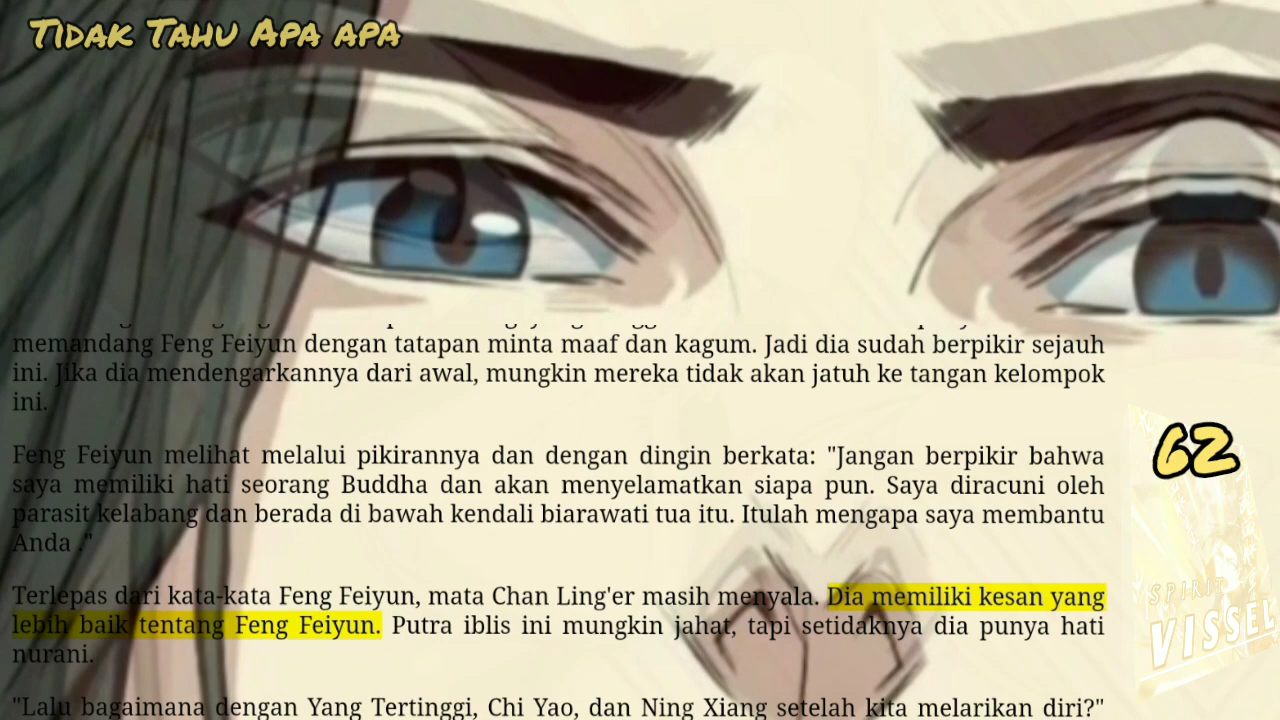 Tidak Tahu Apa apa
memandang Feng Feiyun dengan tatapan minta maaf dan kagum. Jadi dia sudah berpikir sejauh
ini. Jika dia mendengarkannya dari awal, mungkin mereka tidak akan jatuh ke tangan kelompok
ini.
62
Feng Feiyun melihat melalui pikirannya dan dengan dingin berkata: "Jangan berpikir bahwa
saya memiliki hati seorang Buddha dan akan menyelamatkan siapa pun. Saya diracuni oleh
parasit kelabang dan berada di bawah kendali biarawati tua itu. Itulah mengapa saya membantu
Anda ."
Terlepas dari kata-kata Feng Feiyun, mata Chan Ling'er masih menyala. Dia memiliki kesan yang
lebih baik tentang Feng Feiyun. Putra iblis ini mungkin jahat, tapi setidaknya dia punya hati
nurani.
SPIRIT
VISSEL
"Lalu bagaimana dengan Yang Tertinggi, Chi Yao, dan Ning Xiang setelah kita melarikan diri?"